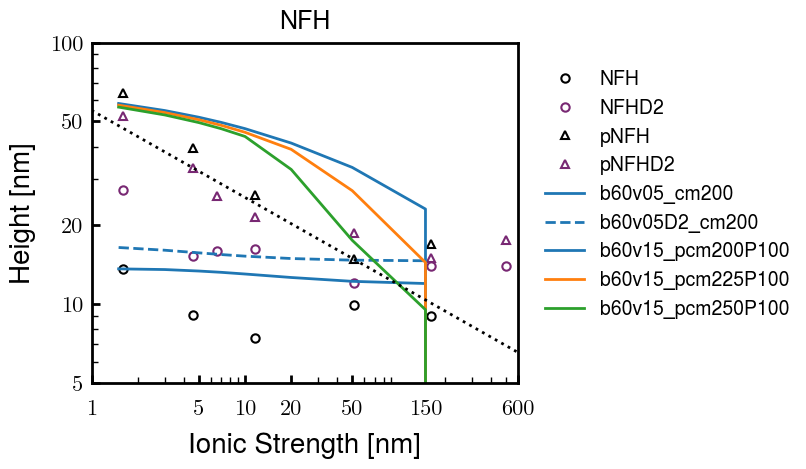 NFH
100
50
20
10
5
Height [nm]
1
5
10
20
50
150
600
Ionic Strength [nm]
NFH
NFHD2
pNFH
pNFHD2
b60v05_cm200
b60v05D2_cm200
b60v15_pcm200P100
b60v15_pcm225P100
b60v15_pcm250P100